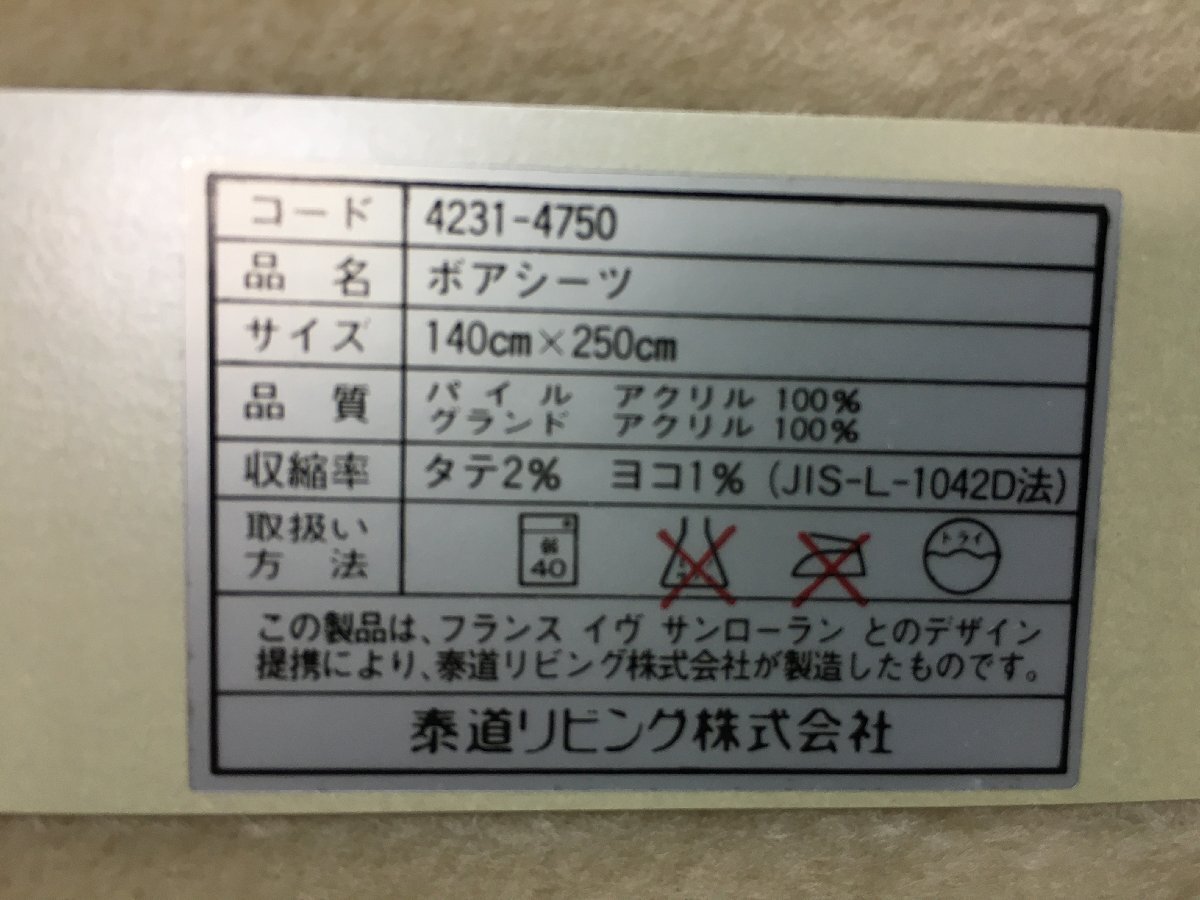 コード 4231-4750
品名 ボアシーツ
サイズ 140cm×250cm
品質 パイル アクリル 100%
グランド アクリル 100%
収縮率 タテ2% ヨコ1% (JIS-L-1042D法)
取扱い
方法
弱
40
ドライ
この製品は、フランス イヴ サンローラン とのデザイン
提携により、泰道リビング株式会社が製造したものです。
泰道リビング株式会社